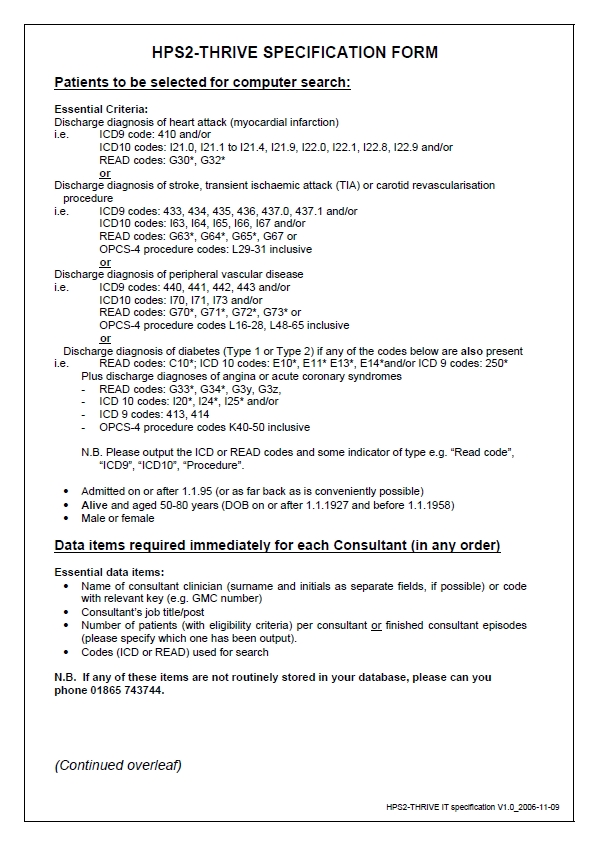 HPS2-THRIVE SPECIFICATION FORM
Patients to be selected for computer search:
Essential Criteria:
Discharge diagnosis of heart attack (myocardial infarction)
i.e. ICD9 code: 410 and/or
ICD10 codes: I21.0, I21.1 to I21.4, I21.9, I22.0, I22.1, I22.8, I22.9 and/or
READ codes: G30*, G32*
or
Discharge diagnosis of stroke, transient ischaemic attack (TIA) or carotid revascularisation
procedure
i.e. ICD9 codes: 433, 434, 435, 436, 437.0, 437.1 and/or
ICD10 codes: I63, I64, I65, I66, I67 and/or
READ codes: G63*, G64*, G65*, G67 or
OPCS-4 procedure codes: L29-31 inclusive
or
Discharge diagnosis of peripheral vascular disease
i.e. ICD9 codes: 440, 441, 442, 443 and/or
ICD10 codes: I70, I71, I73 and/or
READ codes: G70*, G71*, G72*, G73* or
OPCS-4 procedure codes L16-28, L48-65 inclusive
or
Discharge diagnosis of diabetes (Type 1 or Type 2) if any of the codes below are also present
i.e. READ codes: C10*; ICD 10 codes: E10*, E11* E13*, E14*and/or ICD 9 codes: 250*
Plus discharge diagnoses of angina or acute coronary syndromes
- READ codes: G33*, G34*, G3y, G3z,
- ICD 10 codes: I20*, I24*, I25* and/or
- ICD 9 codes: 413, 414
- OPCS-4 procedure codes K40-50 inclusive
N.B. Please output the ICD or READ codes and some indicator of type e.g. “Read code”,
“ICD9”, “ICD10”, “Procedure”.
• Admitted on or after 1.1.95 (or as far back as is conveniently possible)
• Alive and aged 50-80 years (DOB on or after 1.1.1927 and before 1.1.1958)
• Male or female
Data items required immediately for each Consultant (in any order)
Essential data items:
• Name of consultant clinician (surname and initials as separate fields, if possible) or code
with relevant key (e.g. GMC number)
• Consultant’s job title/post
• Number of patients (with eligibility criteria) per consultant or finished consultant episodes
(please specify which one has been output).
• Codes (ICD or READ) used for search
N.B. If any of these items are not routinely stored in your database, please can you
phone 01865 743744.
(Continued overleaf)
HPS2-THRIVE IT specification V1.0_2006-11-09